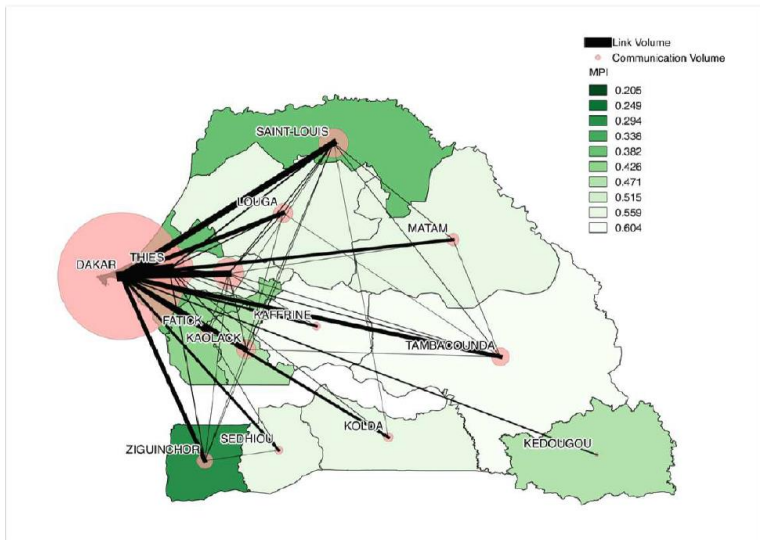 Link Volume
Communication Volume
MPI
0.205
0.249
0.294
0.338
0.382
0.426
0.471
0.515
0.559
0.604
SAINT-LOUIS
LOUGA
MATAM
THIES
DAKAR
FATICK
KAFFRINE
KAOLACK
TAMBACOUNDA
KOLDA
SEDHIOU
ZIGUINCHOR
KEDOUGOU